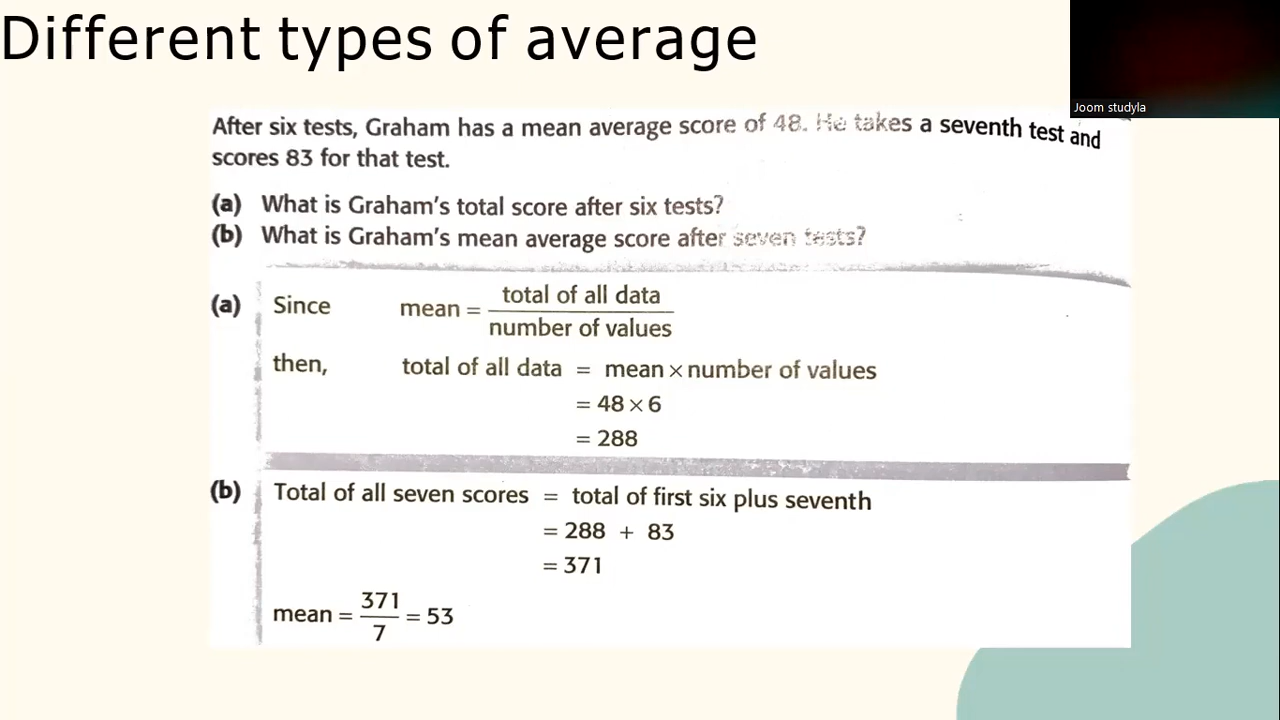 Different types of average
Joom studyla
After six tests, Graham has a mean average score of 48. He takes a seventh test and
scores 83 for that test.
(a) What is Graham's total score after six tests?
(b) What is Graham's mean average score after seven tests?
(a) Since mean = total of all data / number of values
then, total of all data = mean × number of values
= 48 × 6
= 288
(b) Total of all seven scores = total of first six plus seventh
= 288 + 83
= 371
mean = 371 / 7 = 53